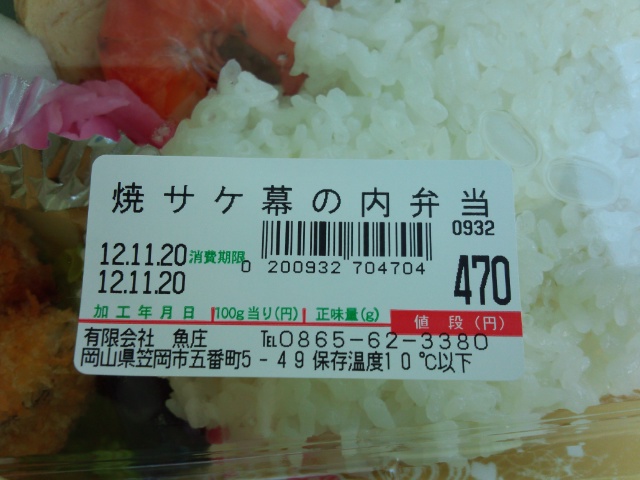 焼サケ幕の内弁当
0932
12.11.20 消費期限
0 200932 704704
12.11.20
470
加工年月日 100g当り(円) 正味量(g) 値段(円)
有限会社 魚庄 TEL0865-62-3380
岡山県笠岡市五番町5-49 保存温度10℃以下